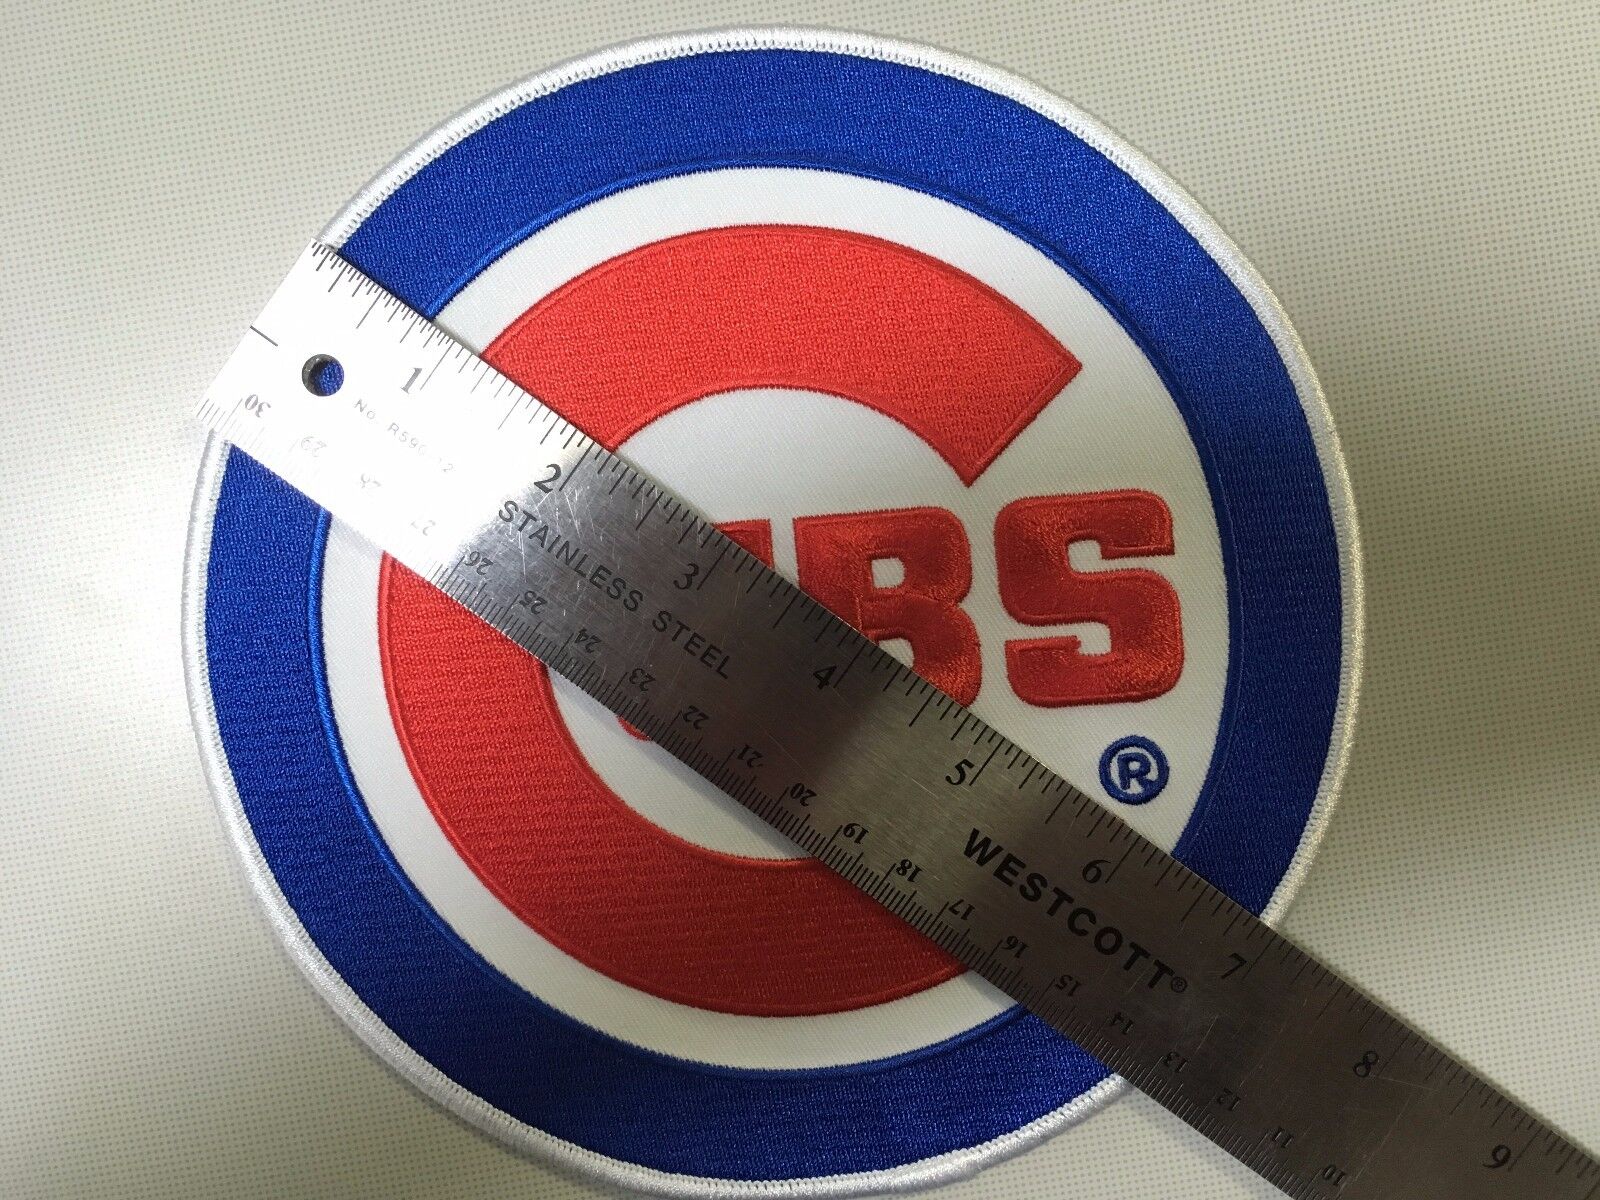 UBS
®
1 2 3 4 5 6 7 8 9
STAINLESS STEEL
WESTCOTT®
30 29 28 27 26 25 24 23 22 21 20 19 18 17 16 15 14 13 12 11 10